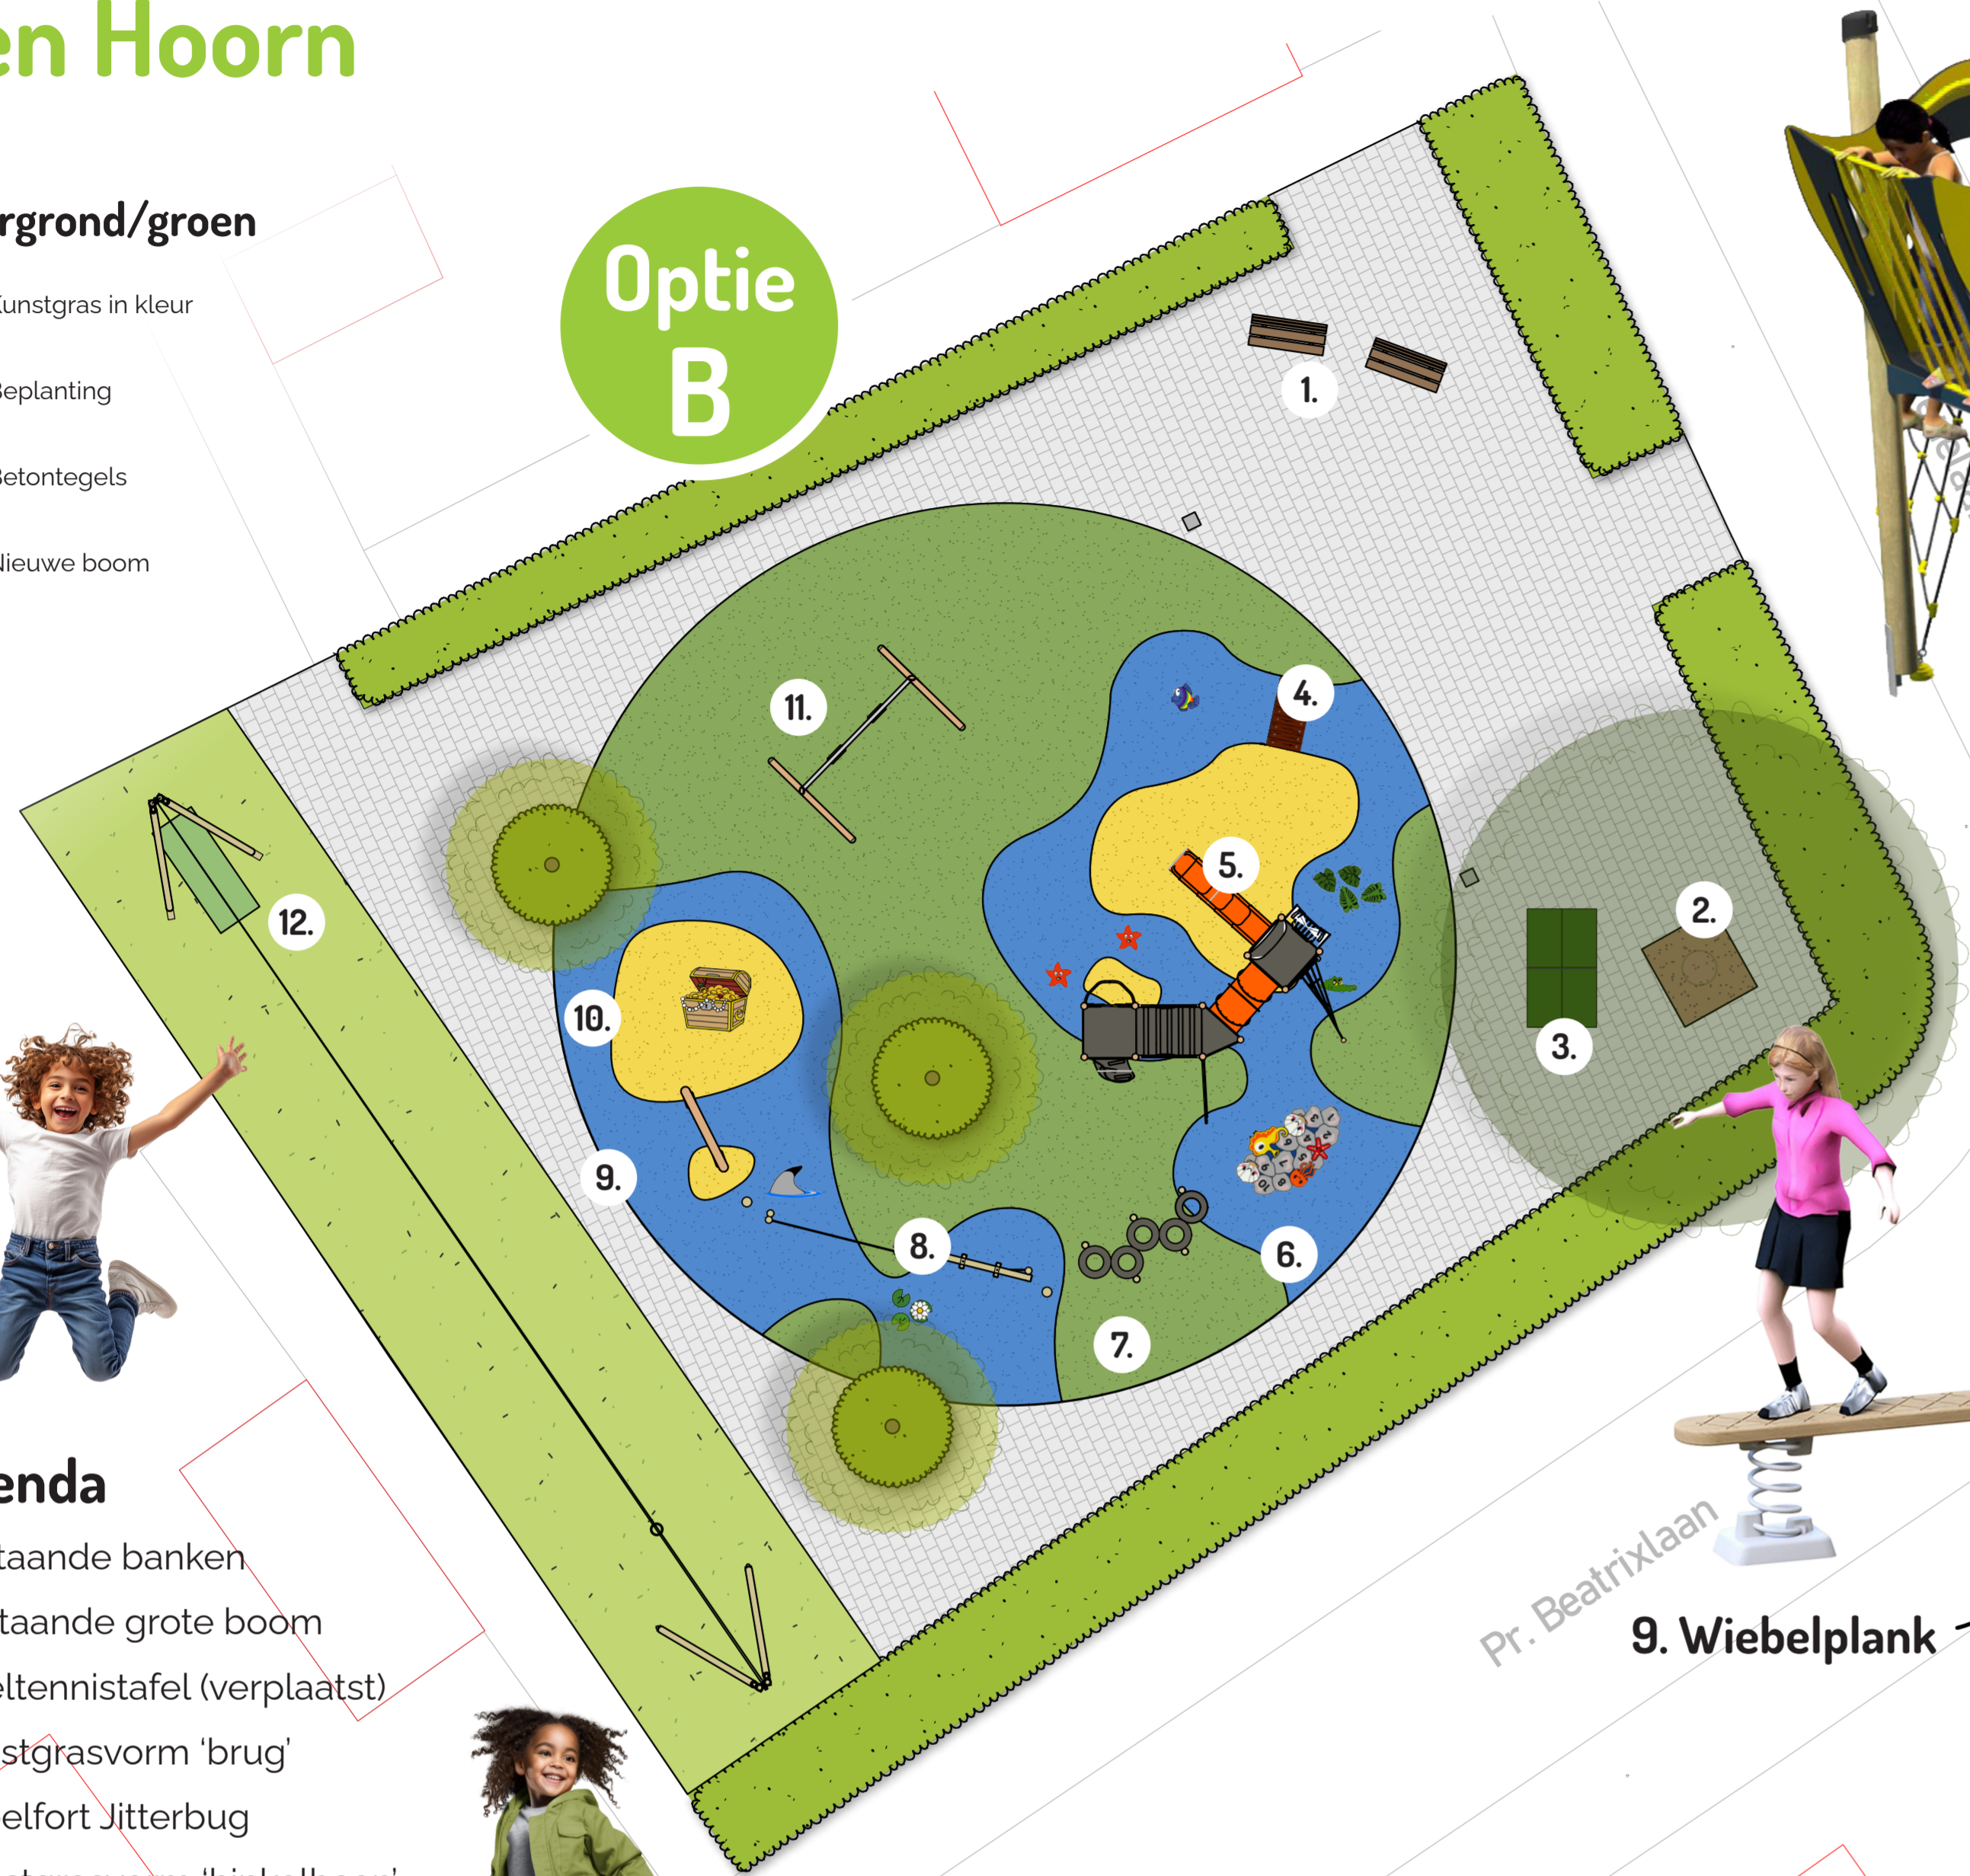 en Hoorn
rgrond/groen
Kunstgras in kleur
Beplanting
Betontegels
Nieuwe boom
Optie
B
1.
2.
3.
4.
5.
6.
7.
8.
9.
10.
11.
12.
enda
taande banken
taande grote boom
eltennistafel (verplaatst)
stgrasvorm ‘brug’
elfort Jitterbug
Pr. Beatrixlaan
9. Wiebelplank